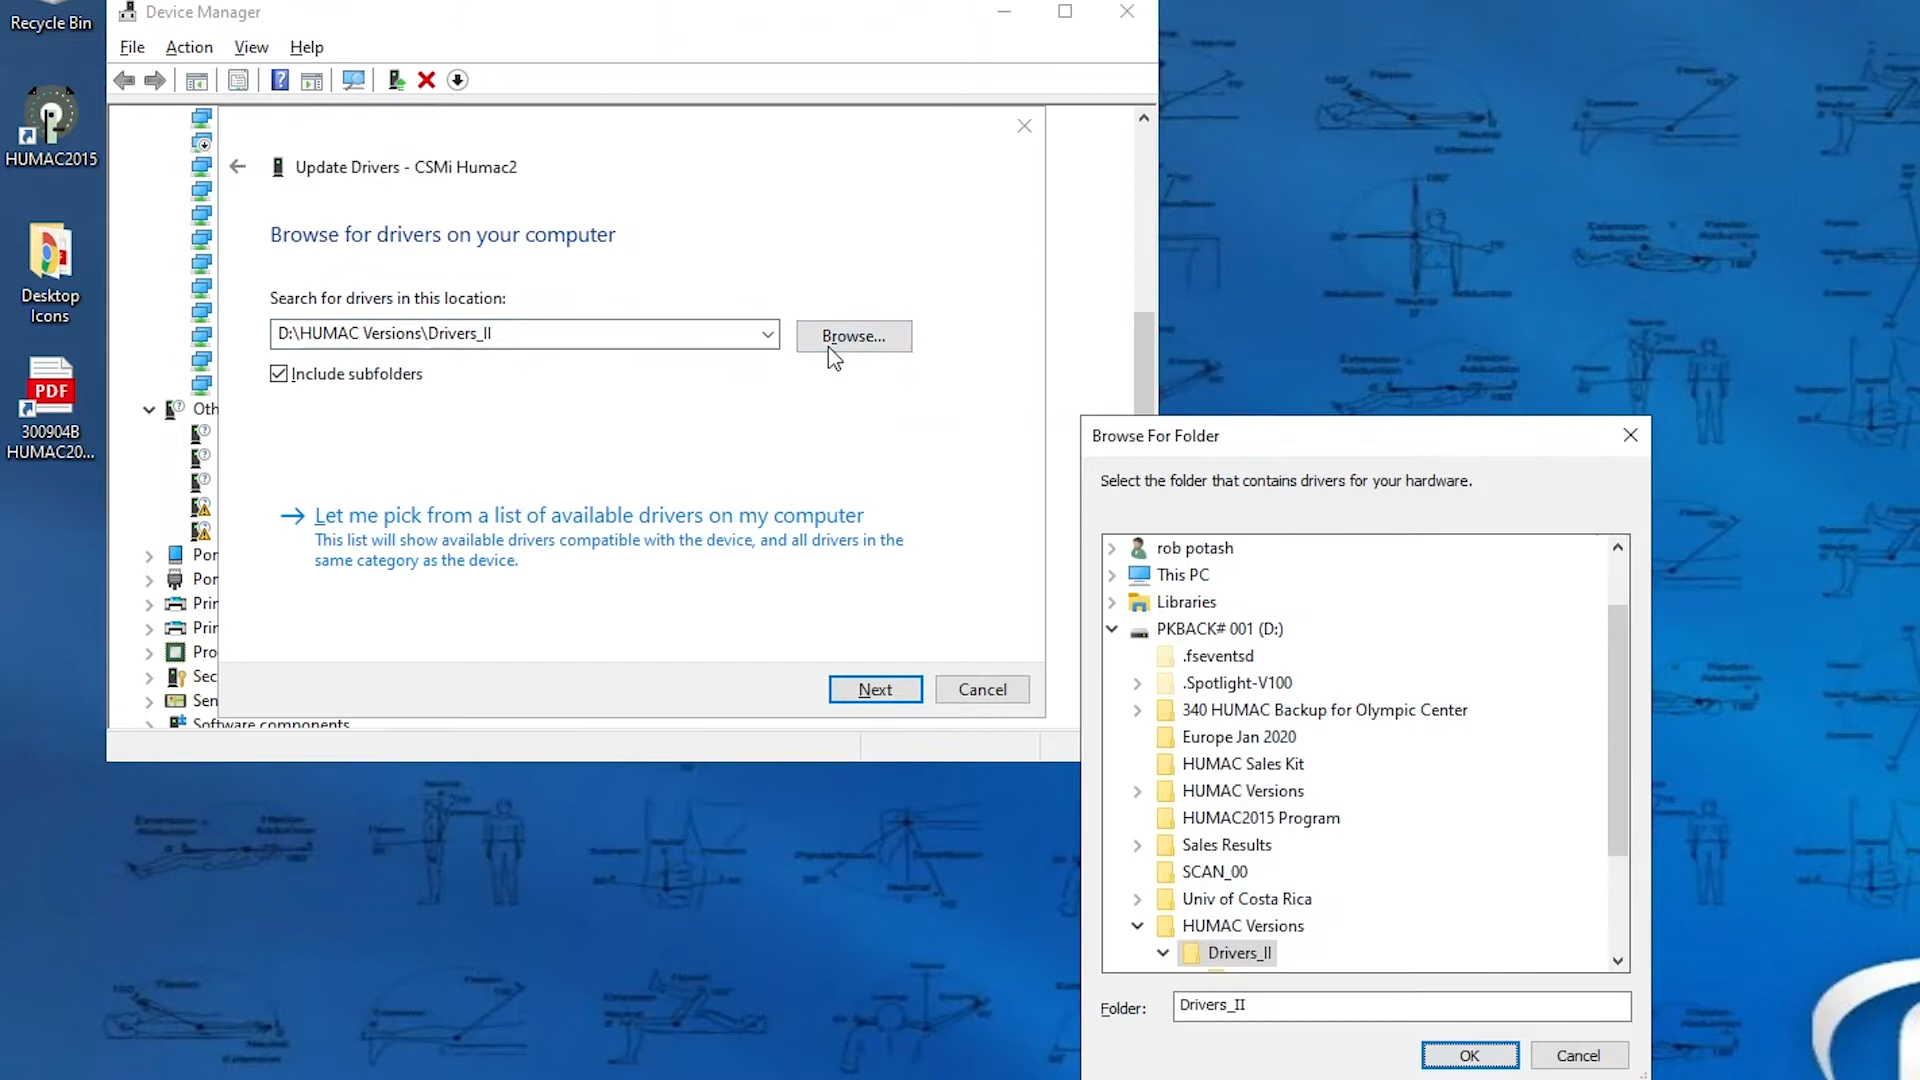 Recycle Bin
HUMAC2015
Desktop
Icons
PDF
300904B
HUMAC20...
Device Manager
File Action View Help
Update Drivers - CSMi Humac2
Browse for drivers on your computer
Search for drivers in this location:
D:\HUMAC Versions\Drivers_II
Browse...
Include subfolders
Let me pick from a list of available drivers on my computer
This list will show available drivers compatible with the device, and all drivers in the
same category as the device.
Next
Cancel
Oth
Por
Por
Prin
Prin
Pro
Sec
Sen
Software components
Browse For Folder
Select the folder that contains drivers for your hardware.
rob potash
This PC
Libraries
PKBACK# 001 (D:)
.fseventsd
.Spotlight-V100
340 HUMAC Backup for Olympic Center
Europe Jan 2020
HUMAC Sales Kit
HUMAC Versions
HUMAC2015 Program
Sales Results
SCAN_00
Univ of Costa Rica
HUMAC Versions
Drivers_II
Folder: Drivers_II
OK
Cancel